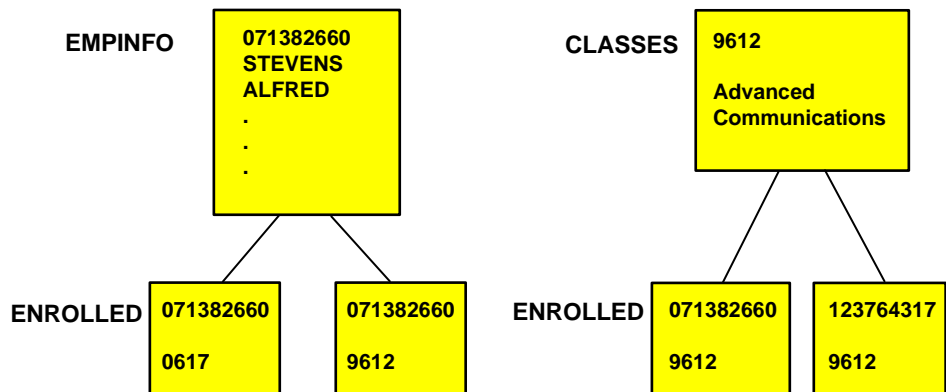 EMPINFO
071382660
STEVENS
ALFRED
.
.
.
ENROLLED
071382660
0617
071382660
9612
CLASSES
9612
Advanced
Communications
ENROLLED
071382660
9612
123764317
9612